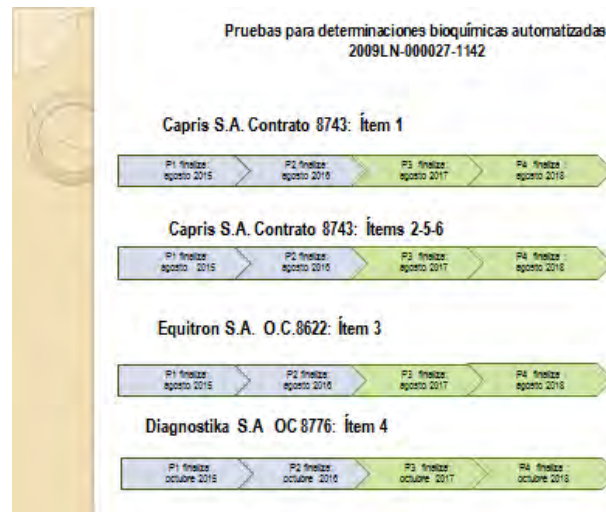 Pruebas para determinaciones bioquímicas automatizadas
2009LN-000027-1142
Capris S.A. Contrato 8743: Ítem 1
P1 finaliza: P2 finaliza: P3 finaliza: P4 finaliza :
agosto 2015 agosto 2016 agosto 2017 agosto 2018
Capris S.A. Contrato 8743: Ítems 2-5-6
P1 finaliza: P2 finaliza: P3 finaliza: P4 finaliza :
agosto 2015 agosto 2016 agosto 2017 agosto 2018
Equitron S.A. O.C.8622: Ítem 3
P1 finaliza: P2 finaliza: P3 finaliza: P4 finaliza :
agosto 2015 agosto 2016 agosto 2017 agosto 2018
Diagnostika S.A OC 8776: Ítem 4
P1 finaliza: P2 finaliza: P3 finaliza: P4 finaliza :
octubre 2015 octubre 2016 octubre 2017 octubre 2018